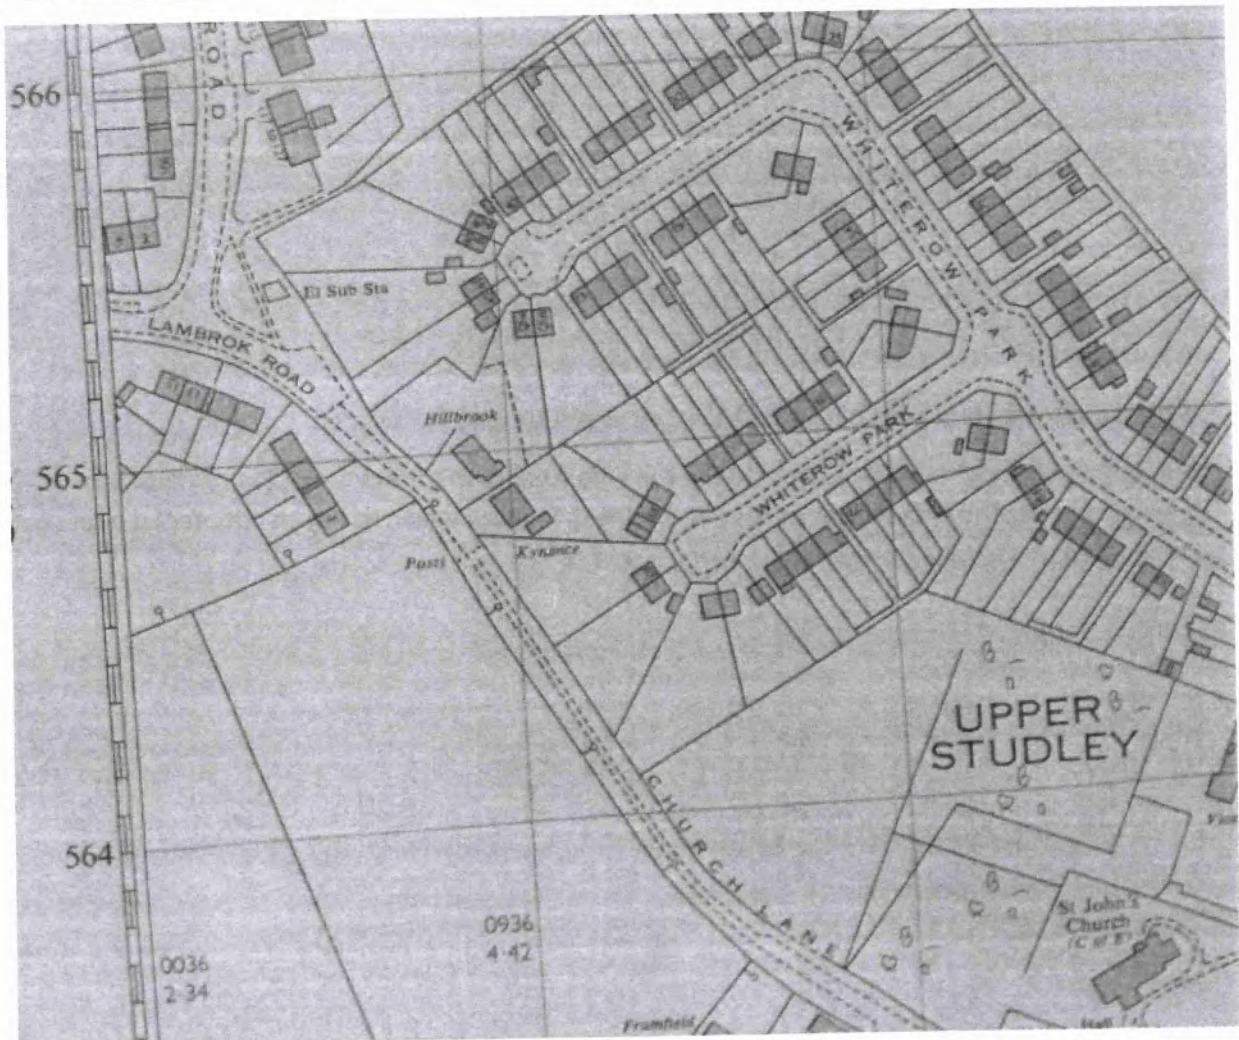 ROAD
566
WHITEROW PARK
El Sub Sta
LAMBROK ROAD
Hillbrook
565
WHITEROW PARK
Kynance
Posts
UPPER
STUDLEY
CHURCH LANE
564
St John's
Church
(C of E)
0936
4·42
0036
2·34
Framfield
Hall